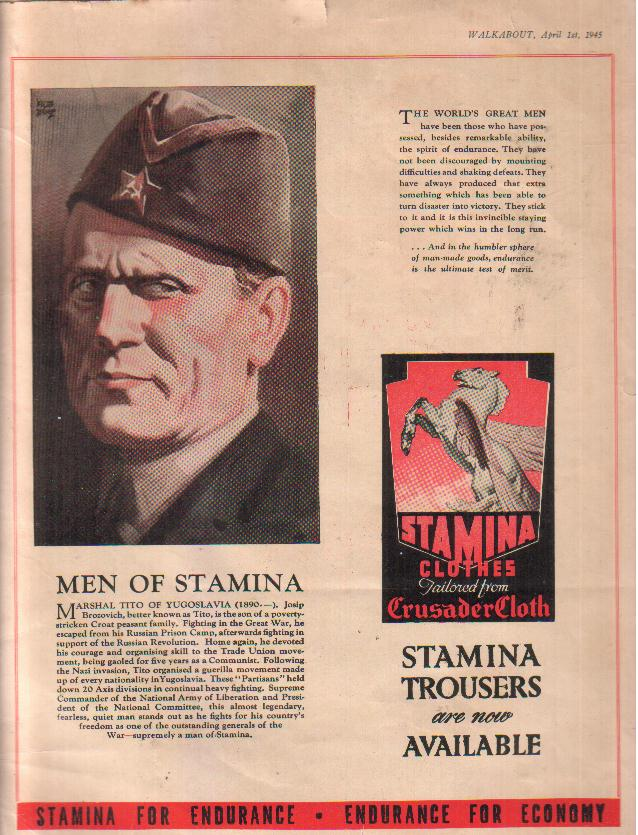 WALKABOUT, April 1st, 1945
THE WORLD'S GREAT MEN
have been those who have pos-
sessed, besides remarkable ability,
the spirit of endurance. They have
not been discouraged by mounting
difficulties and shaking defeats. They
have always produced that extra
something which has been able to
turn disaster into victory. They stick
to it and it is this invincible staying
power which wins in the long run.
. . . And in the humbler sphere
of man-made goods, endurance
is the ultimate test of merit.
STAMINA
CLOTHES
Tailored from
CrusaderCloth
MEN OF STAMINA
MARSHAL TITO OF YUGOSLAVIA (1890-—). Josip
Brozovich, better known as Tito, is the son of a poverty-
stricken Croat peasant family. Fighting in the Great War, he
escaped from his Russian Prison Camp, afterwards fighting in
support of the Russian Revolution. Home again, he devoted
his courage and organising skill to the Trade Union move-
ment, being gaoled for five years as a Communist. Following
the Nazi invasion, Tito organised a guerilla movement made
up of every nationality in Yugoslavia. These "Partisans" held
down 20 Axis divisions in continual heavy fighting. Supreme
Commander of the National Army of Liberation and Presi-
dent of the National Committee, this almost legendary,
fearless, quiet man stands out as he fights for his country's
freedom as one of the outstanding generals of the
War—supremely a man of Stamina.
STAMINA
TROUSERS
are now
AVAILABLE
STAMINA FOR ENDURANCE • ENDURANCE FOR ECONOMY